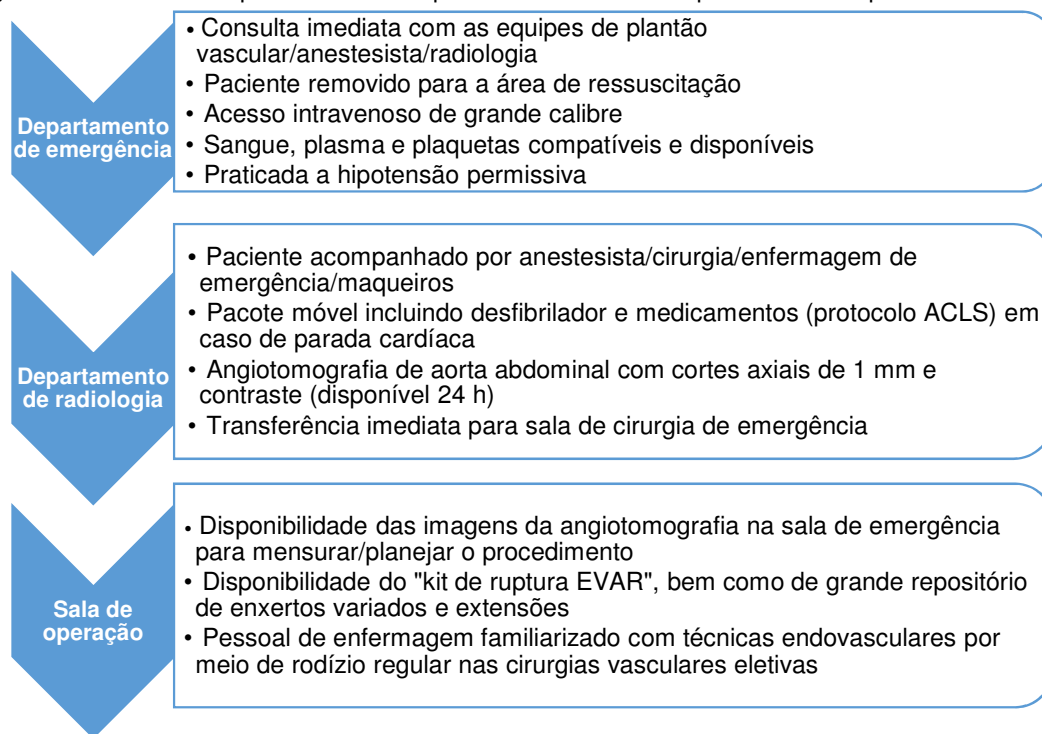 Departamento
de emergência
• Consulta imediata com as equipes de plantão
vascular/anestesista/radiologia
• Paciente removido para a área de ressuscitação
• Acesso intravenoso de grande calibre
• Sangue, plasma e plaquetas compatíveis e disponíveis
• Praticada a hipotensão permissiva
Departamento
de radiologia
• Paciente acompanhado por anestesista/cirurgia/enfermagem de
emergência/maqueiros
• Pacote móvel incluindo desfibrilador e medicamentos (protocolo ACLS) em
caso de parada cardíaca
• Angiotomografia de aorta abdominal com cortes axiais de 1 mm e
contraste (disponível 24 h)
• Transferência imediata para sala de cirurgia de emergência
Sala de
operação
• Disponibilidade das imagens da angiotomografia na sala de emergência
para mensurar/planejar o procedimento
• Disponibilidade do "kit de ruptura EVAR", bem como de grande repositório
de enxertos variados e extensões
• Pessoal de enfermagem familiarizado com técnicas endovasculares por
meio de rodízio regular nas cirurgias vasculares eletivas